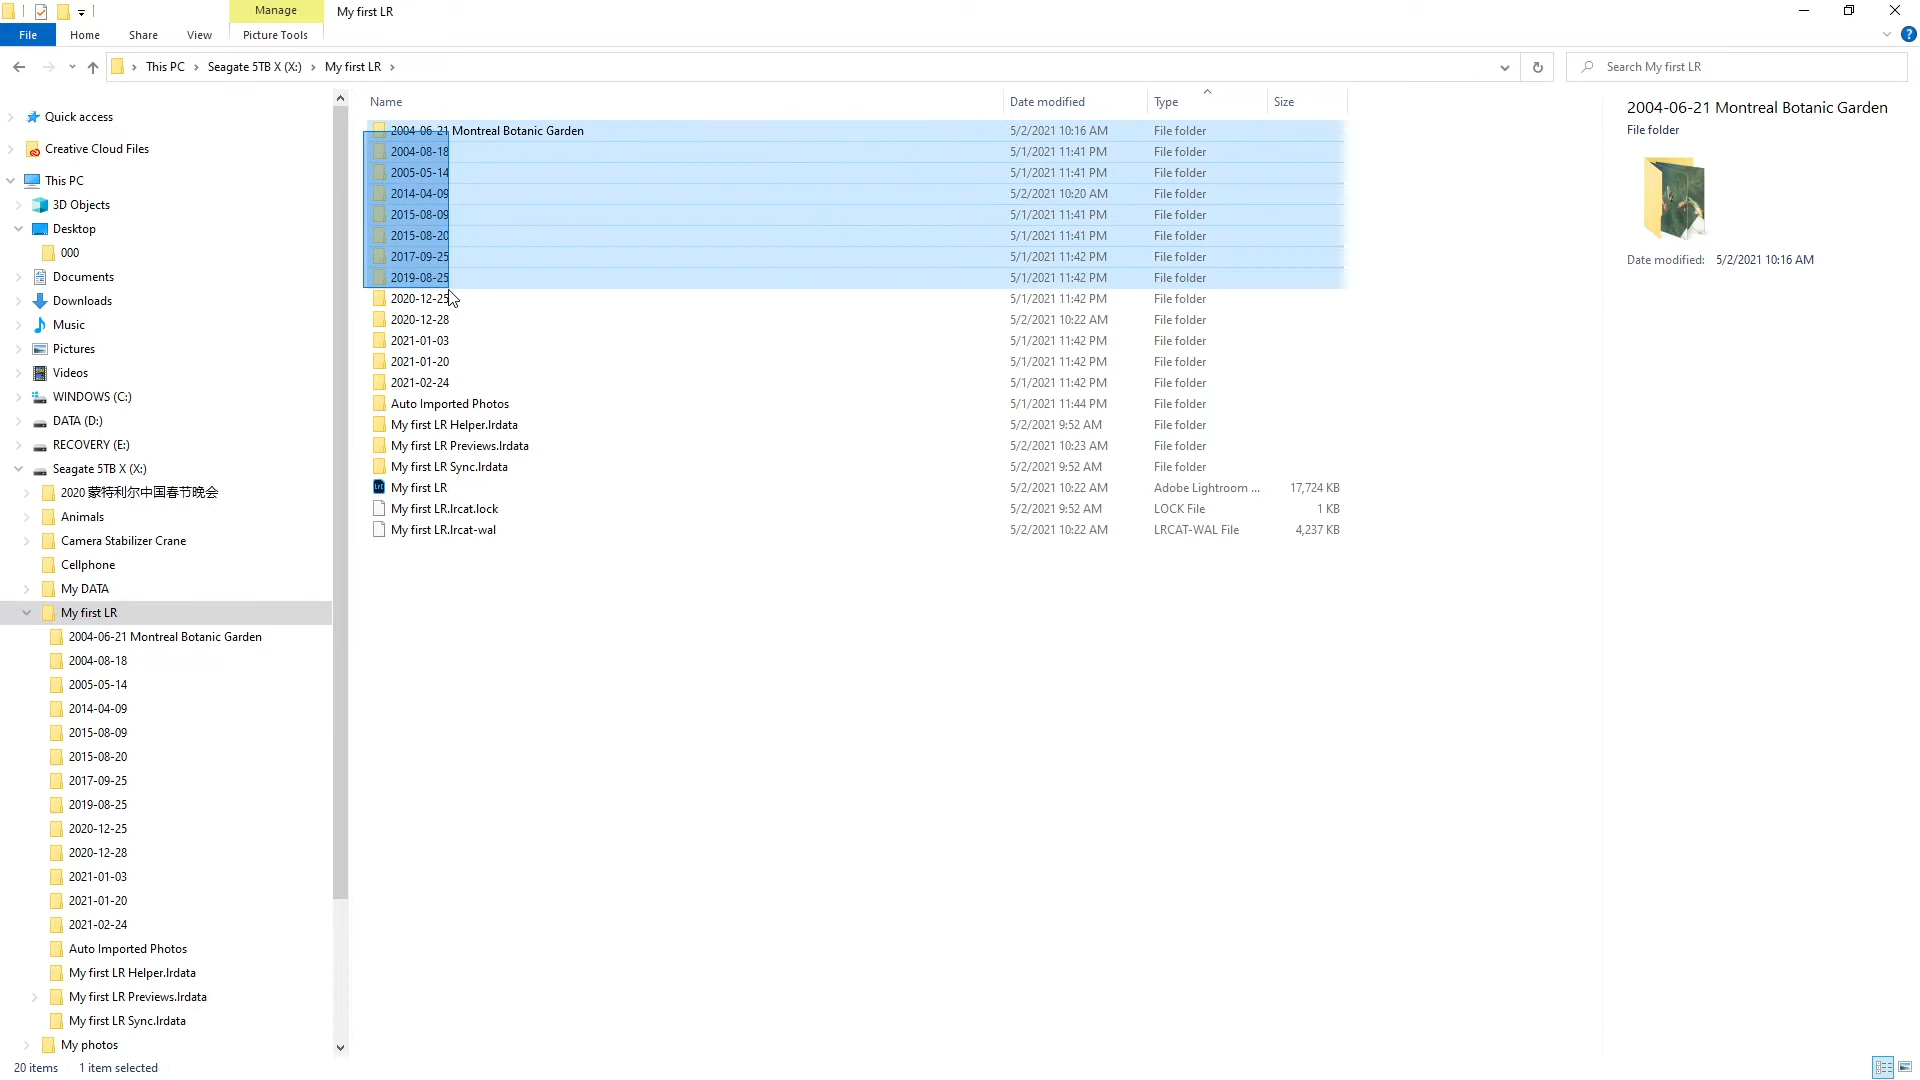 Manage
My first LR
File
Home
Share
View
Picture Tools
This PC
Seagate 5TB X (X:)
My first LR
Search My first LR
Quick access
Creative Cloud Files
This PC
3D Objects
Desktop
000
Documents
Downloads
Music
Pictures
Videos
WINDOWS (C:)
DATA (D:)
RECOVERY (E:)
Seagate 5TB X (X:)
2020 蒙特利尔中国春节晚会
Animals
Camera Stabilizer Crane
Cellphone
My DATA
My first LR
2004-06-21 Montreal Botanic Garden
2004-08-18
2005-05-14
2014-04-09
2015-08-09
2015-08-20
2017-09-25
2019-08-25
2020-12-25
2020-12-28
2021-01-03
2021-01-20
2021-02-24
Auto Imported Photos
My first LR Helper.lrdata
My first LR Previews.lrdata
My first LR Sync.lrdata
My photos
Name Date modified Type Size
2004-06-21 Montreal Botanic Garden 5/2/2021 10:16 AM File folder
2004-08-18 5/1/2021 11:41 PM File folder
2005-05-14 5/1/2021 11:41 PM File folder
2014-04-09 5/2/2021 10:20 AM File folder
2015-08-09 5/1/2021 11:41 PM File folder
2015-08-20 5/1/2021 11:41 PM File folder
2017-09-25 5/1/2021 11:42 PM File folder
2019-08-25 5/1/2021 11:42 PM File folder
2020-12-25 5/1/2021 11:42 PM File folder
2020-12-28 5/2/2021 10:22 AM File folder
2021-01-03 5/1/2021 11:42 PM File folder
2021-01-20 5/1/2021 11:42 PM File folder
2021-02-24 5/1/2021 11:42 PM File folder
Auto Imported Photos 5/1/2021 11:44 PM File folder
My first LR Helper.lrdata 5/2/2021 9:52 AM File folder
My first LR Previews.lrdata 5/2/2021 10:23 AM File folder
My first LR Sync.lrdata 5/2/2021 9:52 AM File folder
My first LR 5/2/2021 10:22 AM Adobe Lightroom ... 17,724 KB
My first LR.lrcat.lock 5/2/2021 9:52 AM LOCK File 1 KB
My first LR.lrcat-wal 5/2/2021 10:22 AM LRCAT-WAL File 4,237 KB
2004-06-21 Montreal Botanic Garden
File folder
Date modified: 5/2/2021 10:16 AM
20 items 1 item selected